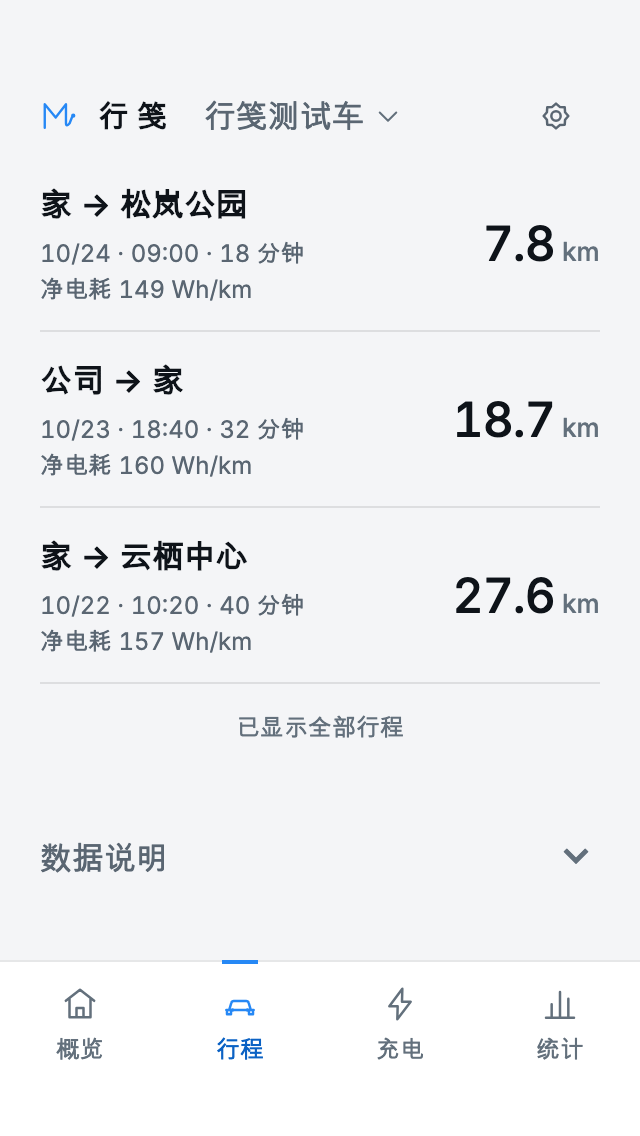 行 笺 行笺测试车
家 → 松岚公园
10/24 · 09:00 · 18 分钟
净电耗 149 Wh/km
7.8 km
公司 → 家
10/23 · 18:40 · 32 分钟
净电耗 160 Wh/km
18.7 km
家 → 云栖中心
10/22 · 10:20 · 40 分钟
净电耗 157 Wh/km
27.6 km
已显示全部行程
数据说明
概览 行程 充电 统计